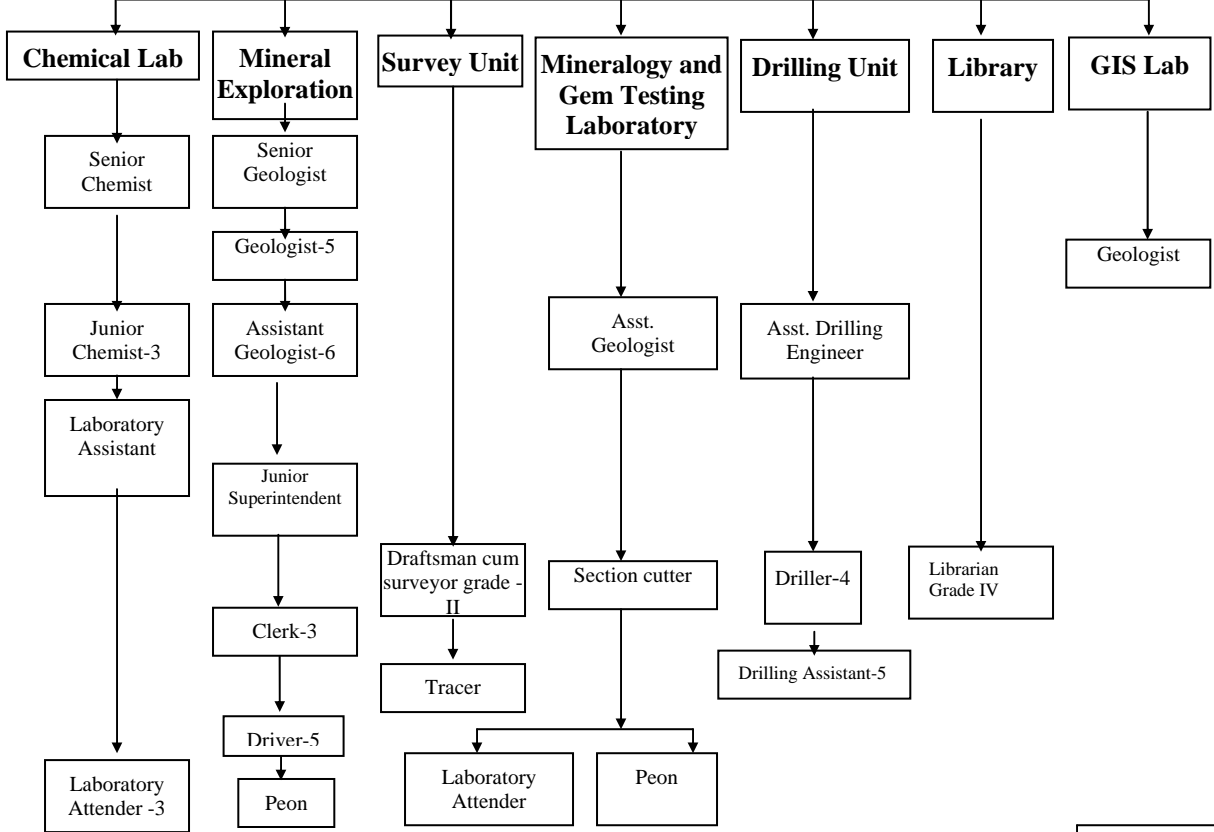 Chemical Lab
Senior
Chemist
Junior
Chemist-3
Laboratory
Assistant
Laboratory
Attender -3
Mineral
Exploration
Senior
Geologist
Geologist-5
Assistant
Geologist-6
Junior
Superintendent
Clerk-3
Driver-5
Peon
Survey Unit
Draftsman cum
surveyor grade -
II
Tracer
Mineralogy and
Gem Testing
Laboratory
Asst.
Geologist
Section cutter
Laboratory
Attender
Peon
Drilling Unit
Asst. Drilling
Engineer
Driller-4
Drilling Assistant-5
Library
Librarian
Grade IV
GIS Lab
Geologist